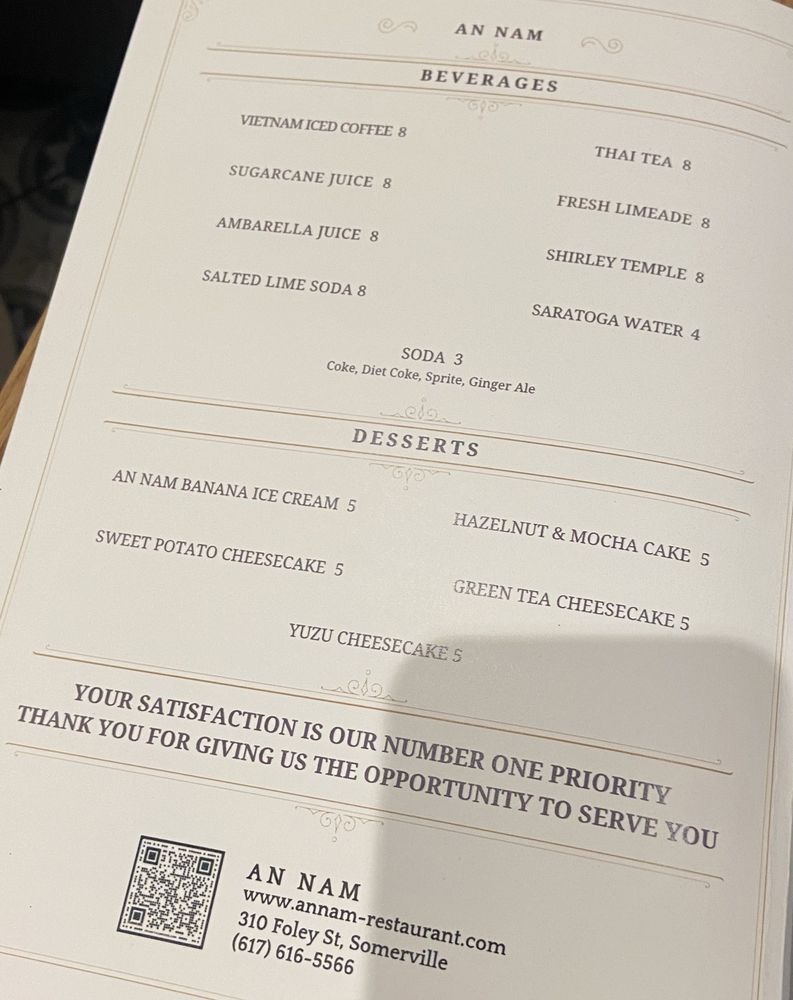 AN NAM
BEVERAGES
VIETNAM ICED COFFEE 8
THAI TEA 8
SUGARCANE JUICE 8
FRESH LIMEADE 8
AMBARELLA JUICE 8
SHIRLEY TEMPLE 8
SALTED LIME SODA 8
SARATOGA WATER 4
SODA 3
Coke, Diet Coke, Sprite, Ginger Ale
DESSERTS
AN NAM BANANA ICE CREAM 5
HAZELNUT & MOCHA CAKE 5
SWEET POTATO CHEESECAKE 5
GREEN TEA CHEESECAKE 5
YUZU CHEESECAKE 5
YOUR SATISFACTION IS OUR NUMBER ONE PRIORITY
THANK YOU FOR GIVING US THE OPPORTUNITY TO SERVE YOU
AN NAM
www.annam-restaurant.com
310 Foley St, Somerville
(617) 616-5566